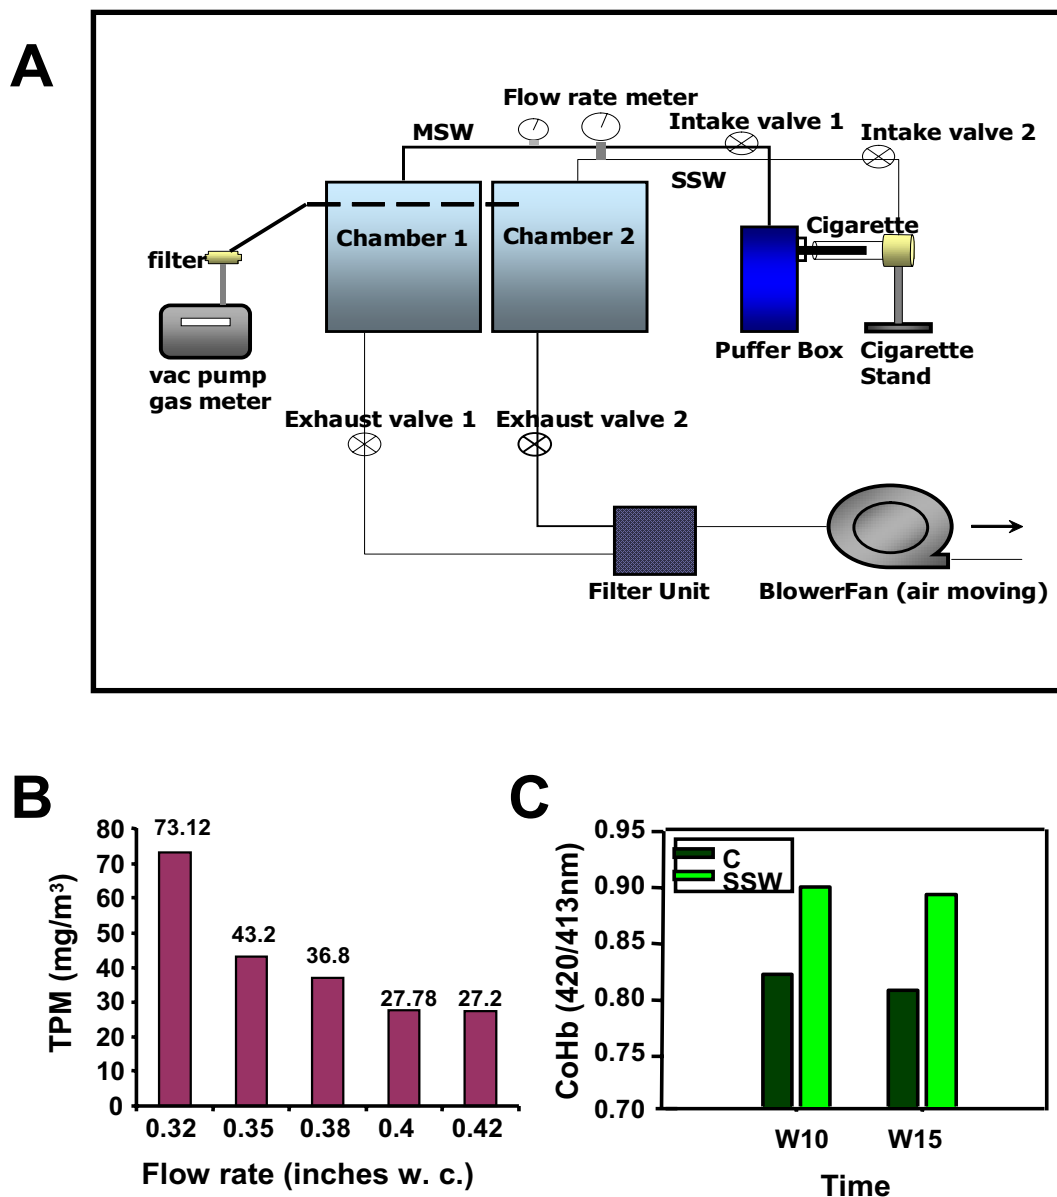 A
Flow rate meter
MSW
Intake valve 1
Intake valve 2
SSW
Chamber 1
Chamber 2
Cigarette
filter
Puffer Box
Cigarette
Stand
vac pump
gas meter
Exhaust valve 1
Exhaust valve 2
Filter Unit
BlowerFan (air moving)
B
TPM (mg/m³)
80
70
60
50
40
30
20
10
0
73.12
43.2
36.8
27.78
27.2
0.32
0.35
0.38
0.4
0.42
Flow rate (inches w. c.)
C
CoHb (420/413nm)
0.95
0.90
0.85
0.80
0.75
0.70
C
SSW
W10
W15
Time